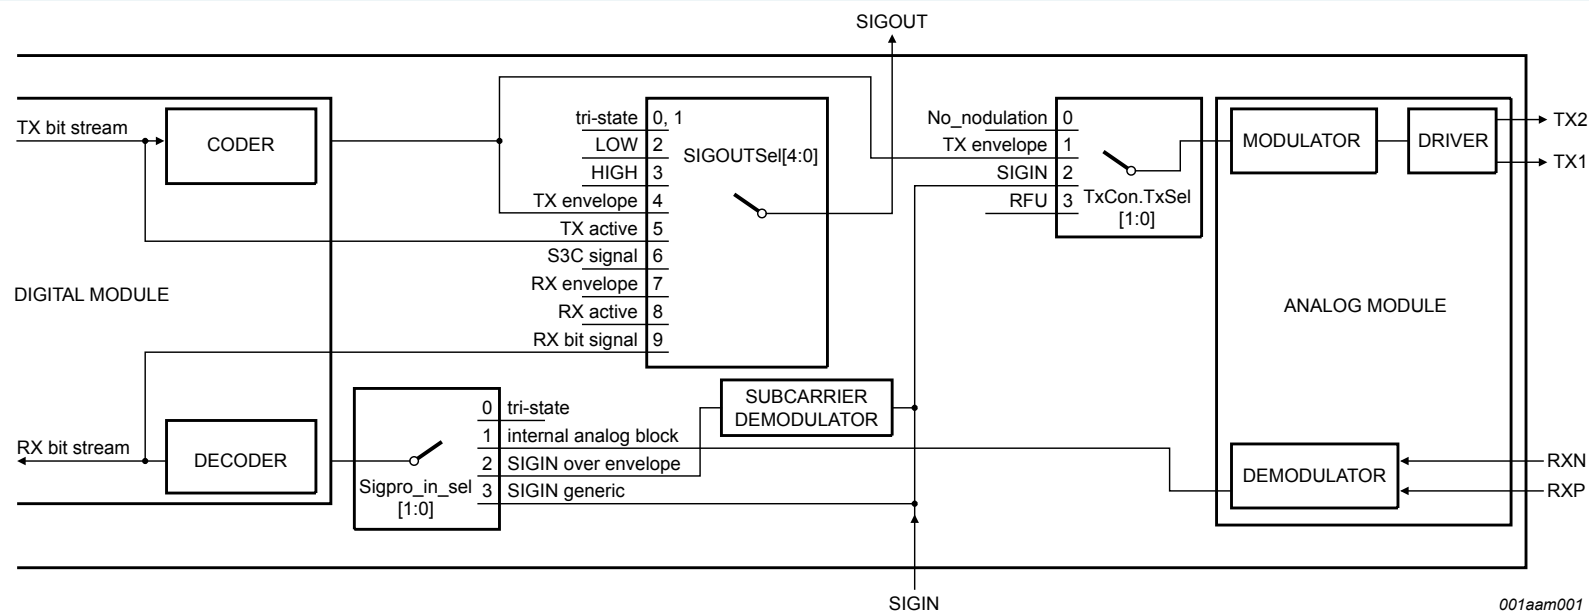 SIGOUT
TX bit stream
CODER
tri-state 0, 1
LOW 2
HIGH 3
TX envelope 4
TX active 5
S3C signal 6
RX envelope 7
RX active 8
RX bit signal 9
SIGOUTSel[4:0]
No_nodulation 0
TX envelope 1
SIGIN 2
RFU 3
TxCon.TxSel
[1:0]
MODULATOR
DRIVER
TX2
TX1
DIGITAL MODULE
ANALOG MODULE
SUBCARRIER
DEMODULATOR
0 tri-state
1 internal analog block
2 SIGIN over envelope
3 SIGIN generic
Sigpro_in_sel
[1:0]
RX bit stream
DECODER
DEMODULATOR
RXN
RXP
SIGIN
001aam001